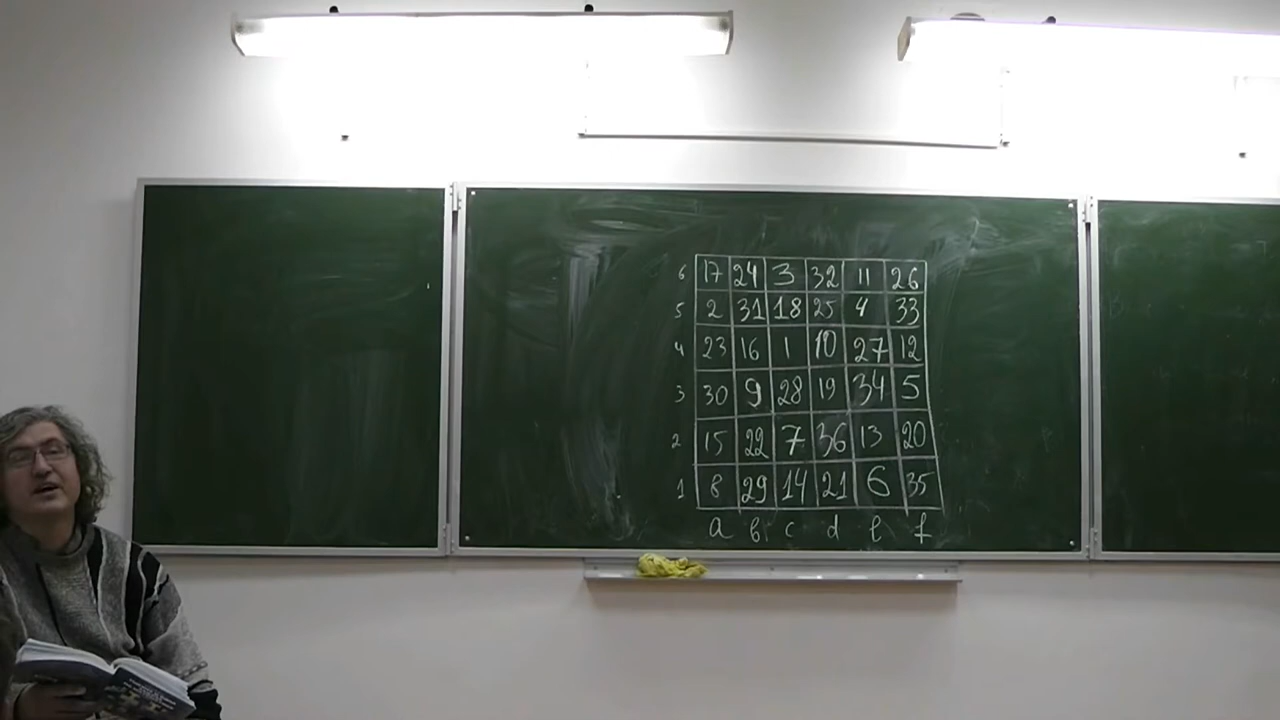 6 17 24 3 32 11 26
5 2 31 18 25 4 33
4 23 16 1 10 27 12
3 30 9 28 19 34 5
2 15 22 7 36 13 20
1 8 29 14 21 6 35
a b c d e f